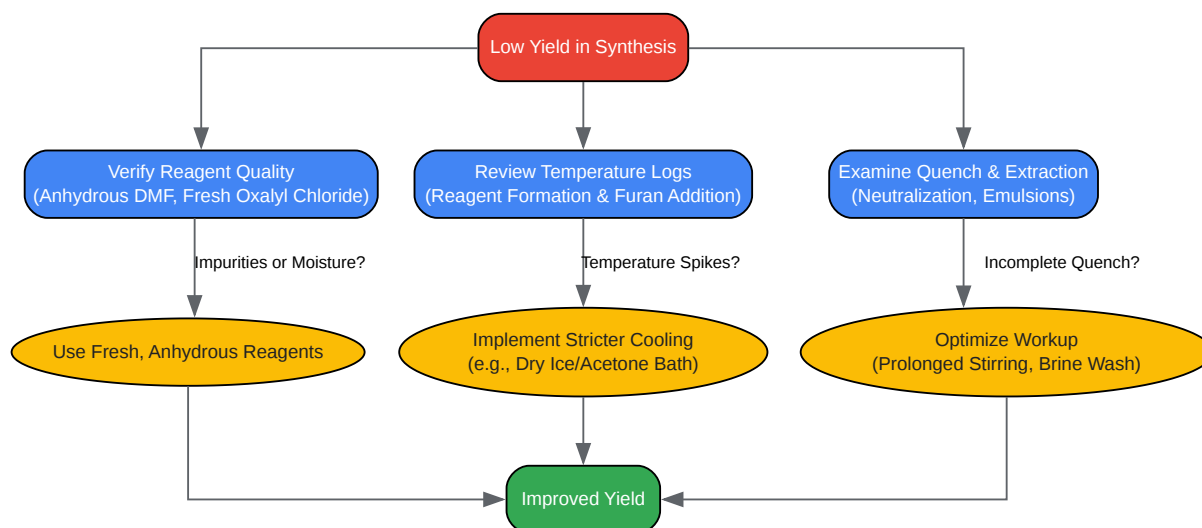 Low Yield in Synthesis
Verify Reagent Quality
(Anhydrous DMF, Fresh Oxalyl Chloride)
Review Temperature Logs
(Reagent Formation & Furan Addition)
Examine Quench & Extraction
(Neutralization, Emulsions)
Impurities or Moisture?
Temperature Spikes?
Incomplete Quench?
Use Fresh, Anhydrous Reagents
Implement Stricter Cooling
(e.g., Dry Ice/Acetone Bath)
Optimize Workup
(Prolonged Stirring, Brine Wash)
Improved Yield